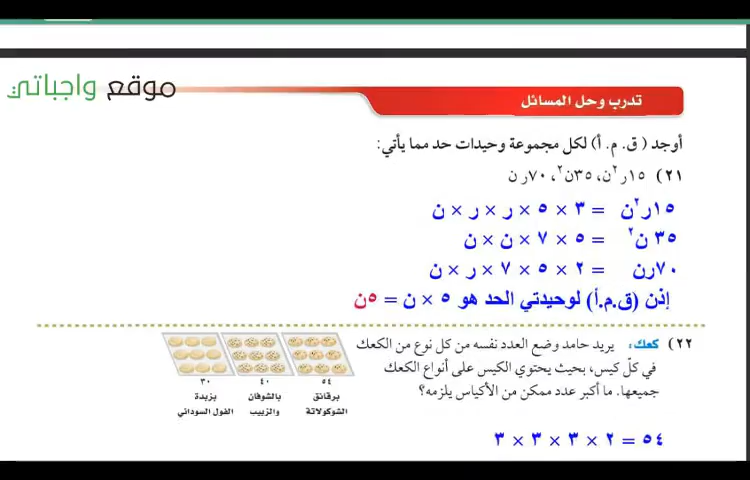 موقع واجباتي
تدرب وحل المسائل
أوجد ( ق. م. أ) لكل مجموعة وحيدات حد مما يأتي:
٢١) ١٥ر٢ن، ٣٥ن٢، ٧٠ر ن
١٥ر٢ن = ٣ × ٥ × ر × ر × ن
٣٥ ن٢ = ٥ × ٧ × ن × ن
٧٠رن = ٢ × ٥ × ٧ × ر × ن
إذن (ق.م.أ) لوحيدتي الحد هو ٥ × ن = ٥ن
٢٢) كعك: يريد حامد وضع العدد نفسه من كل نوع من الكعك
في كلّ كيس، بحيث يحتوي الكيس على أنواع الكعك
جميعها. ما أكبر عدد ممكن من الأكياس يلزمه؟
٥٤ ٤٠ ٣٠
برقائق بالشوفان بزبدة
الشوكولاتة والزبيب الفول السوداني
٥٤ = ٢ × ٣ × ٣ × ٣